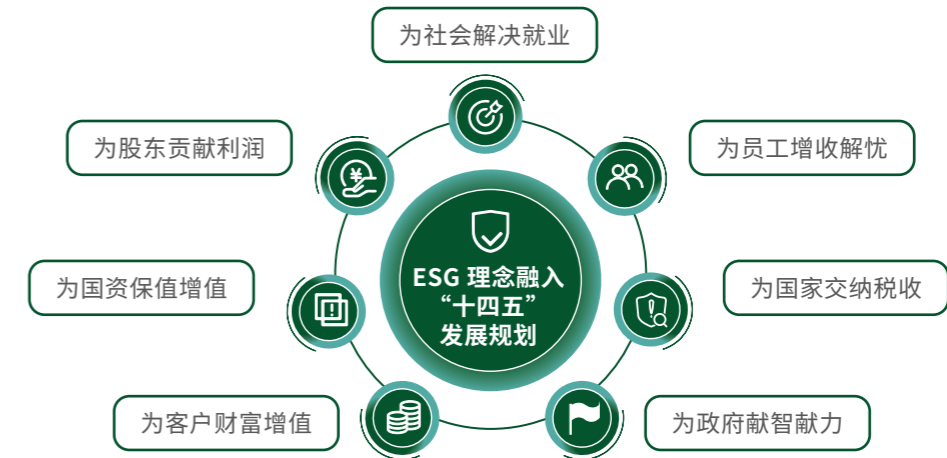 为社会解决就业
为股东贡献利润
为员工增收解忧
为国资保值增值
ESG 理念融入
“十四五”
发展规划
为国家交纳税收
为客户财富增值
为政府献智献力